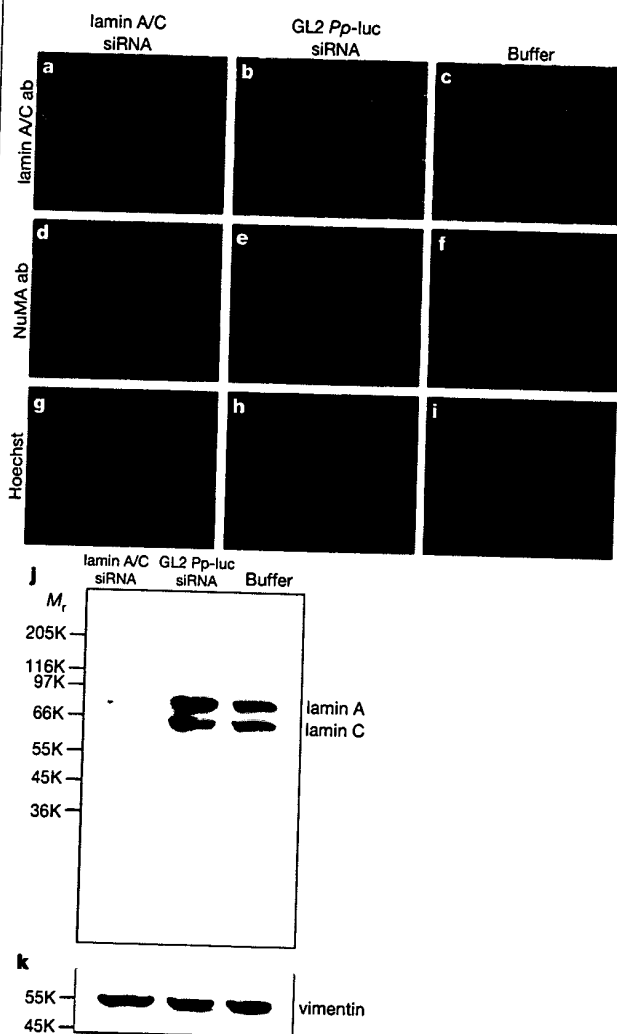 lamin A/C
siRNA
GL2 Pp-luc
siRNA
Buffer
lamin A/C ab
a
b
c
NuMA ab
d
e
f
Hoechst
g
h
i
j
lamin A/C
siRNA
GL2 Pp-luc
siRNA
Buffer
Mr
205K
116K
97K
66K
55K
45K
36K
lamin A
lamin C
k
55K
45K
vimentin